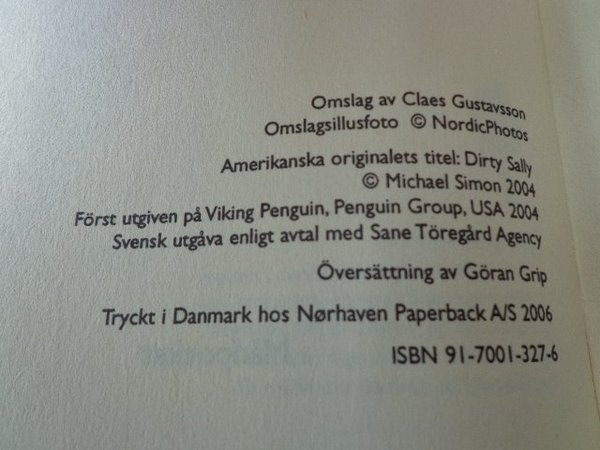 Omslag av Claes Gustavsson
Omslagsillusfoto © NordicPhotos
Amerikanska originalets titel: Dirty Sally
© Michael Simon 2004
Först utgiven på Viking Penguin, Penguin Group, USA 2004
Svensk utgåva enligt avtal med Sane Töregård Agency
Översättning av Göran Grip
Tryckt i Danmark hos Nørhaven Paperback A/S 2006
ISBN 91-7001-327-6